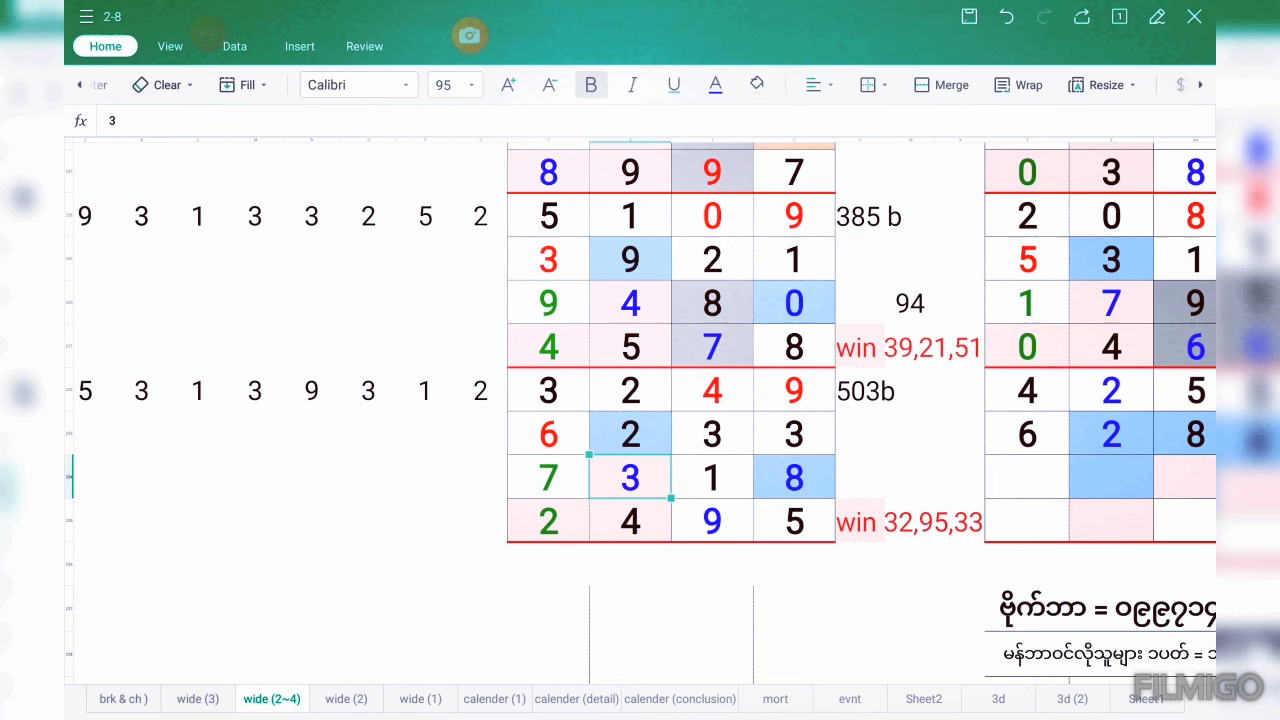 2-8
35:02
1
Home View Data Insert Review
Clear Fill Calibri 95 B I U A Merge Wrap Resize $
fx 3
8 9 9 7 0 3 8
9 3 1 3 3 2 5 2 5 1 0 9 385 b 2 0 8
3 9 2 1 5 3 1
9 4 8 0 94 1 7 9
4 5 7 8 win 39,21,51 0 4 6
5 3 1 3 9 3 1 2 3 2 4 9 503b 4 2 5
6 2 3 3 6 2 8
7 3 1 8
2 4 9 5 win 32,95,33
ဗိုက်ဘာ = ၀၉၉၇၁
မန်ဘာဝင်လိုသူများ ၁ပတ် =
brk & ch ) wide (3) wide (2~4) wide (2) wide (1) calender (1) calender (detail) calender (conclusion) mort evnt Sheet2 3d 3d (2) Sheet1
FILMIGO